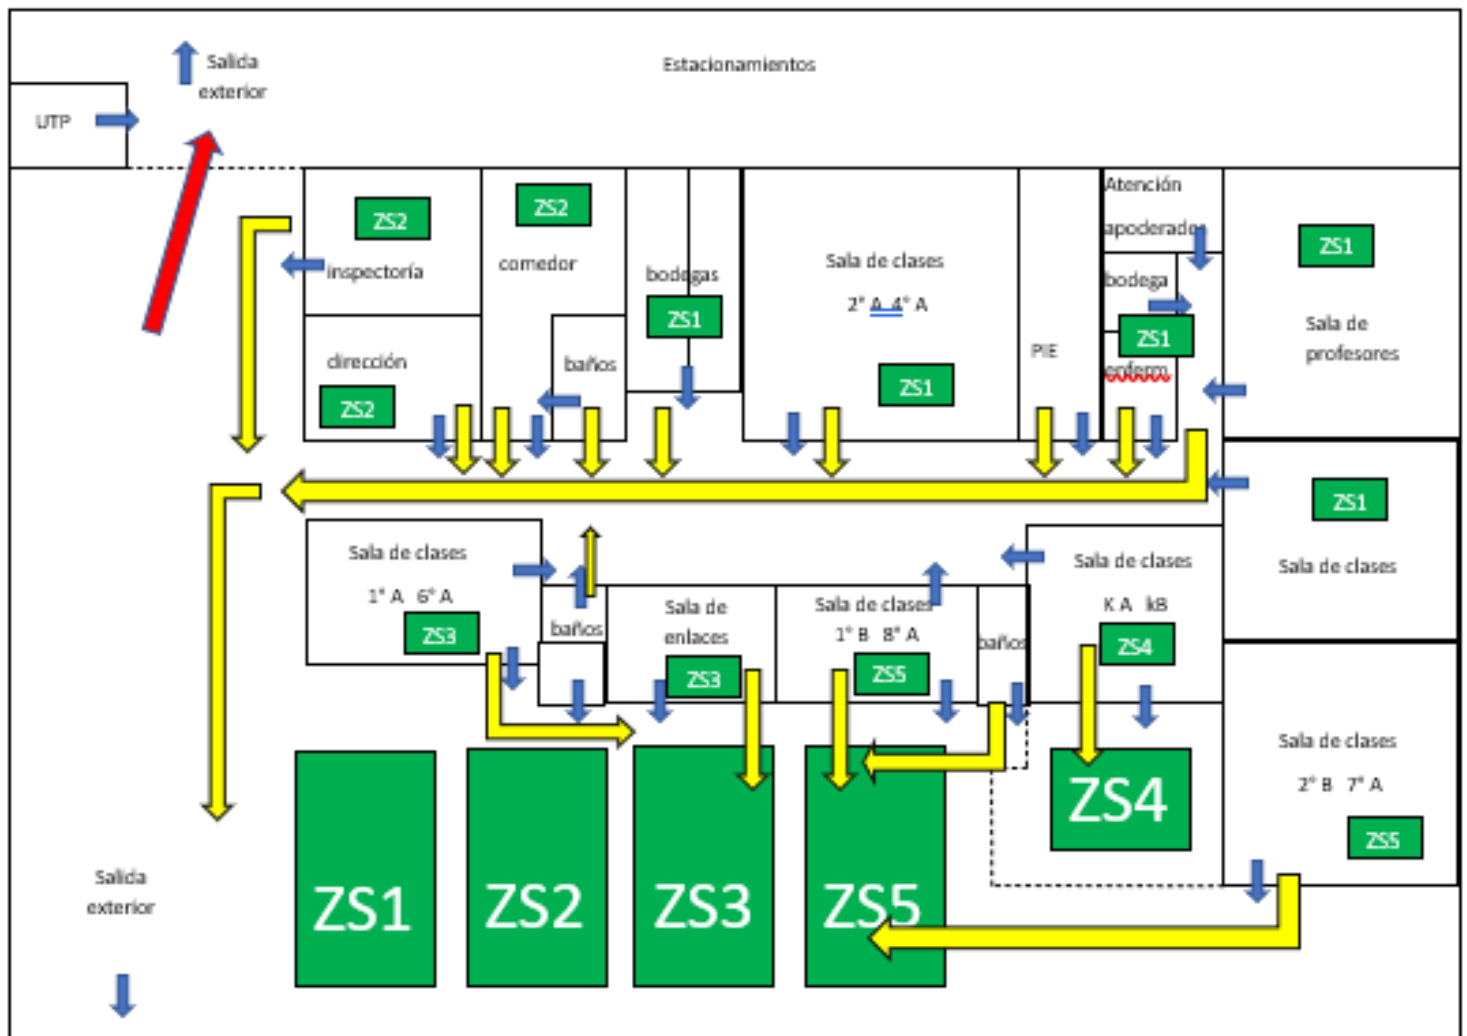 Salida
exterior
Estacionamientos
UTP
ZS2
inspectoría
ZS2
comedor
bodegas
ZS1
Sala de clases
2° A 4° A
ZS1
PIE
Atención
apoderados
bodega
ZS1
enferm
ZS1
Sala de
profesores
dirección
ZS2
baños
ZS1
Sala de clases
Sala de clases
1° A 6° A
ZS3
baños
Sala de
enlaces
ZS3
Sala de clases
1° B 8° A
ZS5
baños
Sala de clases
K A kB
ZS4
Sala de clases
2° B 7° A
ZS5
ZS1
ZS2
ZS3
ZS5
ZS4
Salida
exterior